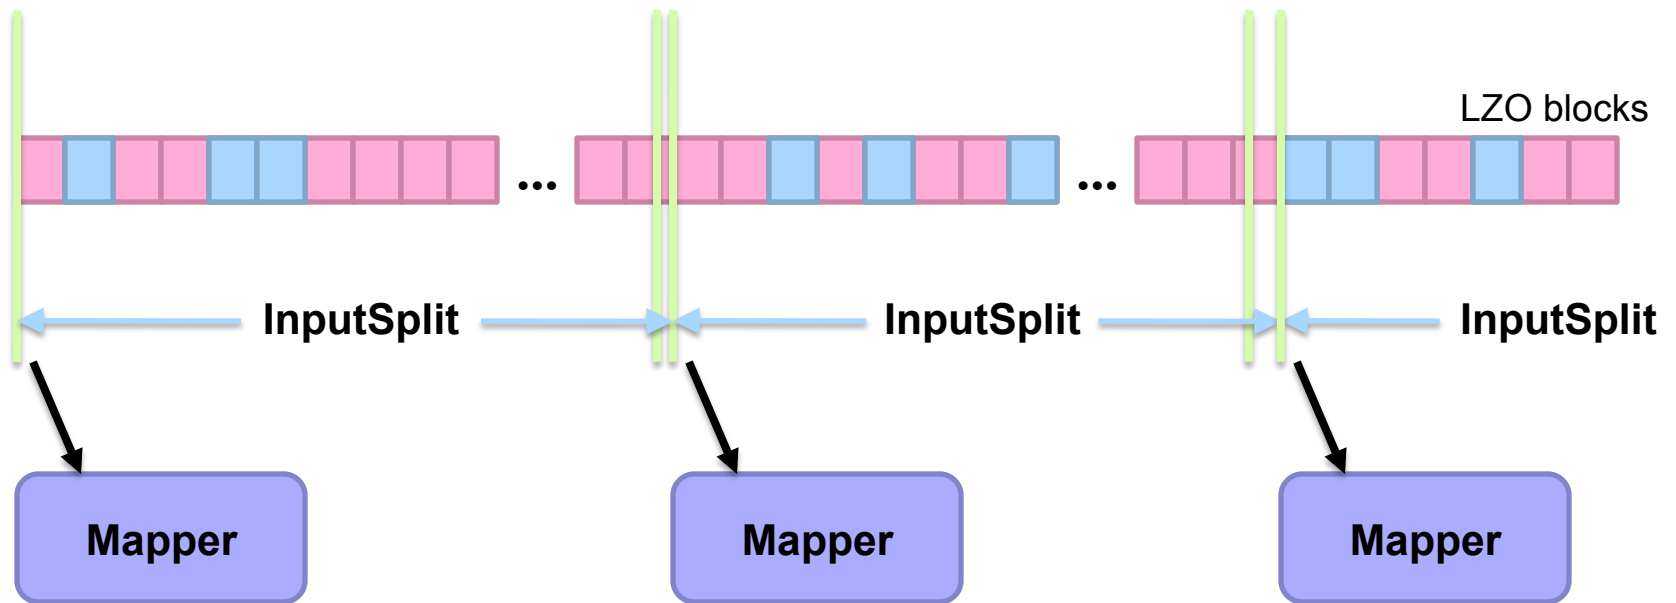 LZO blocks
...
...
InputSplit
InputSplit
InputSplit
Mapper
Mapper
Mapper